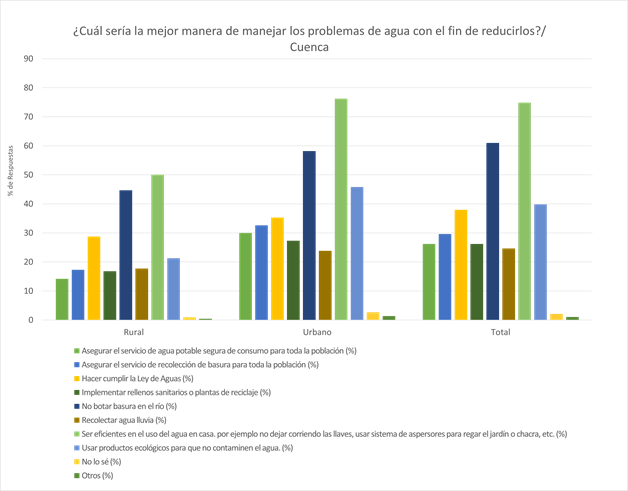 ¿Cuál sería la mejor manera de manejar los problemas de agua con el fin de reducirlos?/
Cuenca
90
80
70
60
50
40
30
20
10
0
% de Respuestas
Rural
Urbano
Total
Asegurar el servicio de agua potable segura de consumo para toda la población (%)
Asegurar el servicio de recolección de basura para toda la población (%)
Hacer cumplir la Ley de Aguas (%)
Implementar rellenos sanitarios o plantas de reciclaje (%)
No botar basura en el río (%)
Recolectar agua lluvia (%)
Ser eficientes en el uso del agua en casa. por ejemplo no dejar corriendo las llaves, usar sistema de aspersores para regar el jardín o chacra, etc. (%)
Usar productos ecológicos para que no contaminen el agua. (%)
No lo sé (%)
Otros (%)